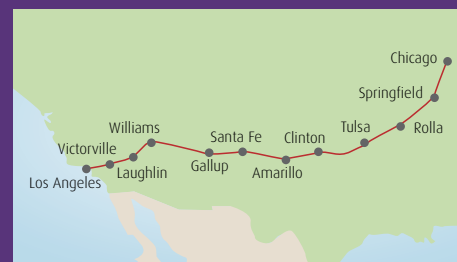 Chicago
Springfield
Rolla
Tulsa
Clinton
Santa Fe
Amarillo
Gallup
Williams
Laughlin
Victorville
Los Angeles